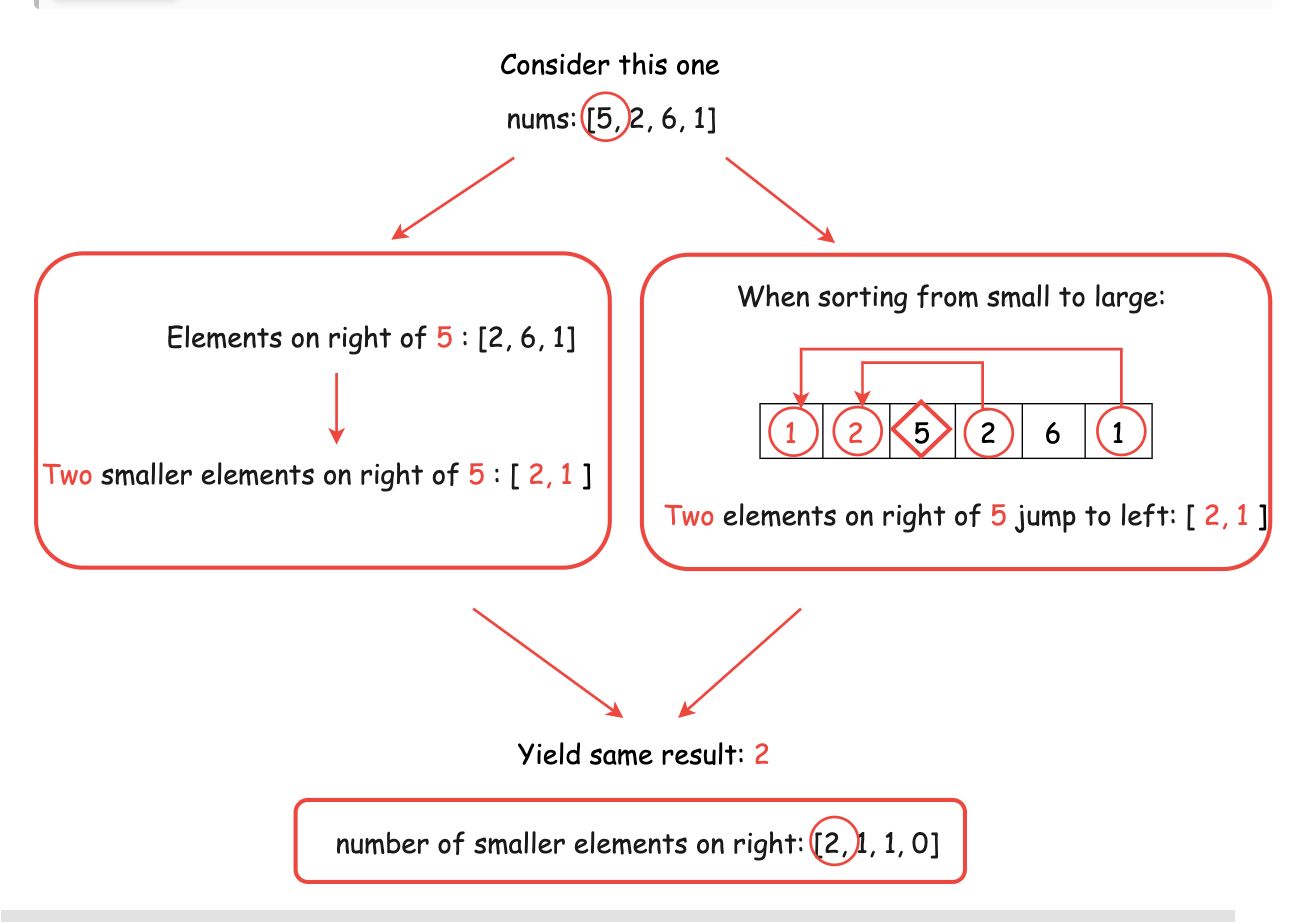 Consider this one
nums: [5, 2, 6, 1]
Elements on right of 5 : [2, 6, 1]
Two smaller elements on right of 5 : [ 2, 1 ]
When sorting from small to large:
1 2 5 2 6 1
Two elements on right of 5 jump to left: [ 2, 1 ]
Yield same result: 2
number of smaller elements on right: [2, 1, 1, 0]